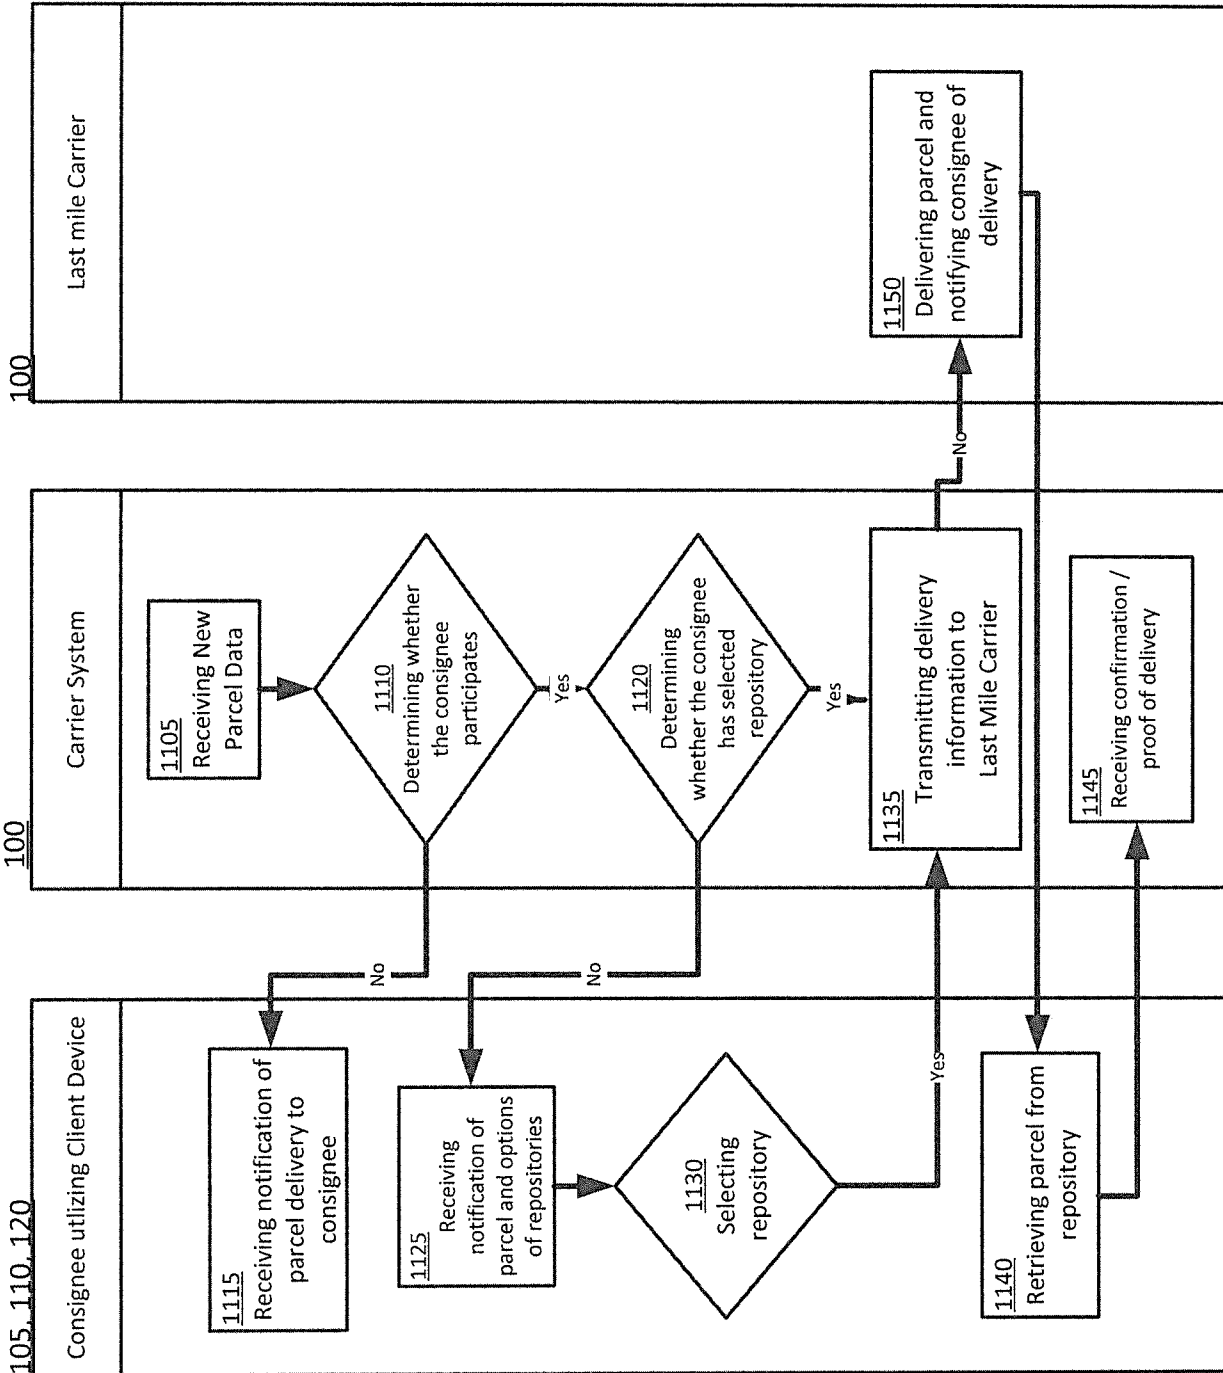 105, 110, 120
Consignee utlizing Client Device
1115
Receiving notification of
parcel delivery to
consignee
1125
Receiving
notification of
parcel and options
of repositories
1130
Selecting
repository
1140
Retrieving parcel from
repository
No
No
Yes
100
Carrier System
1105
Receiving New
Parcel Data
1110
Determining whether
the consignee
participates
Yes
1120
Determining
whether the consignee
has selected
repository
Yes
1135
Transmitting delivery
information to
Last Mile Carrier
1145
Receiving confirmation /
proof of delivery
No
100
Last mile Carrier
1150
Delivering parcel and
notifying consignee of
delivery